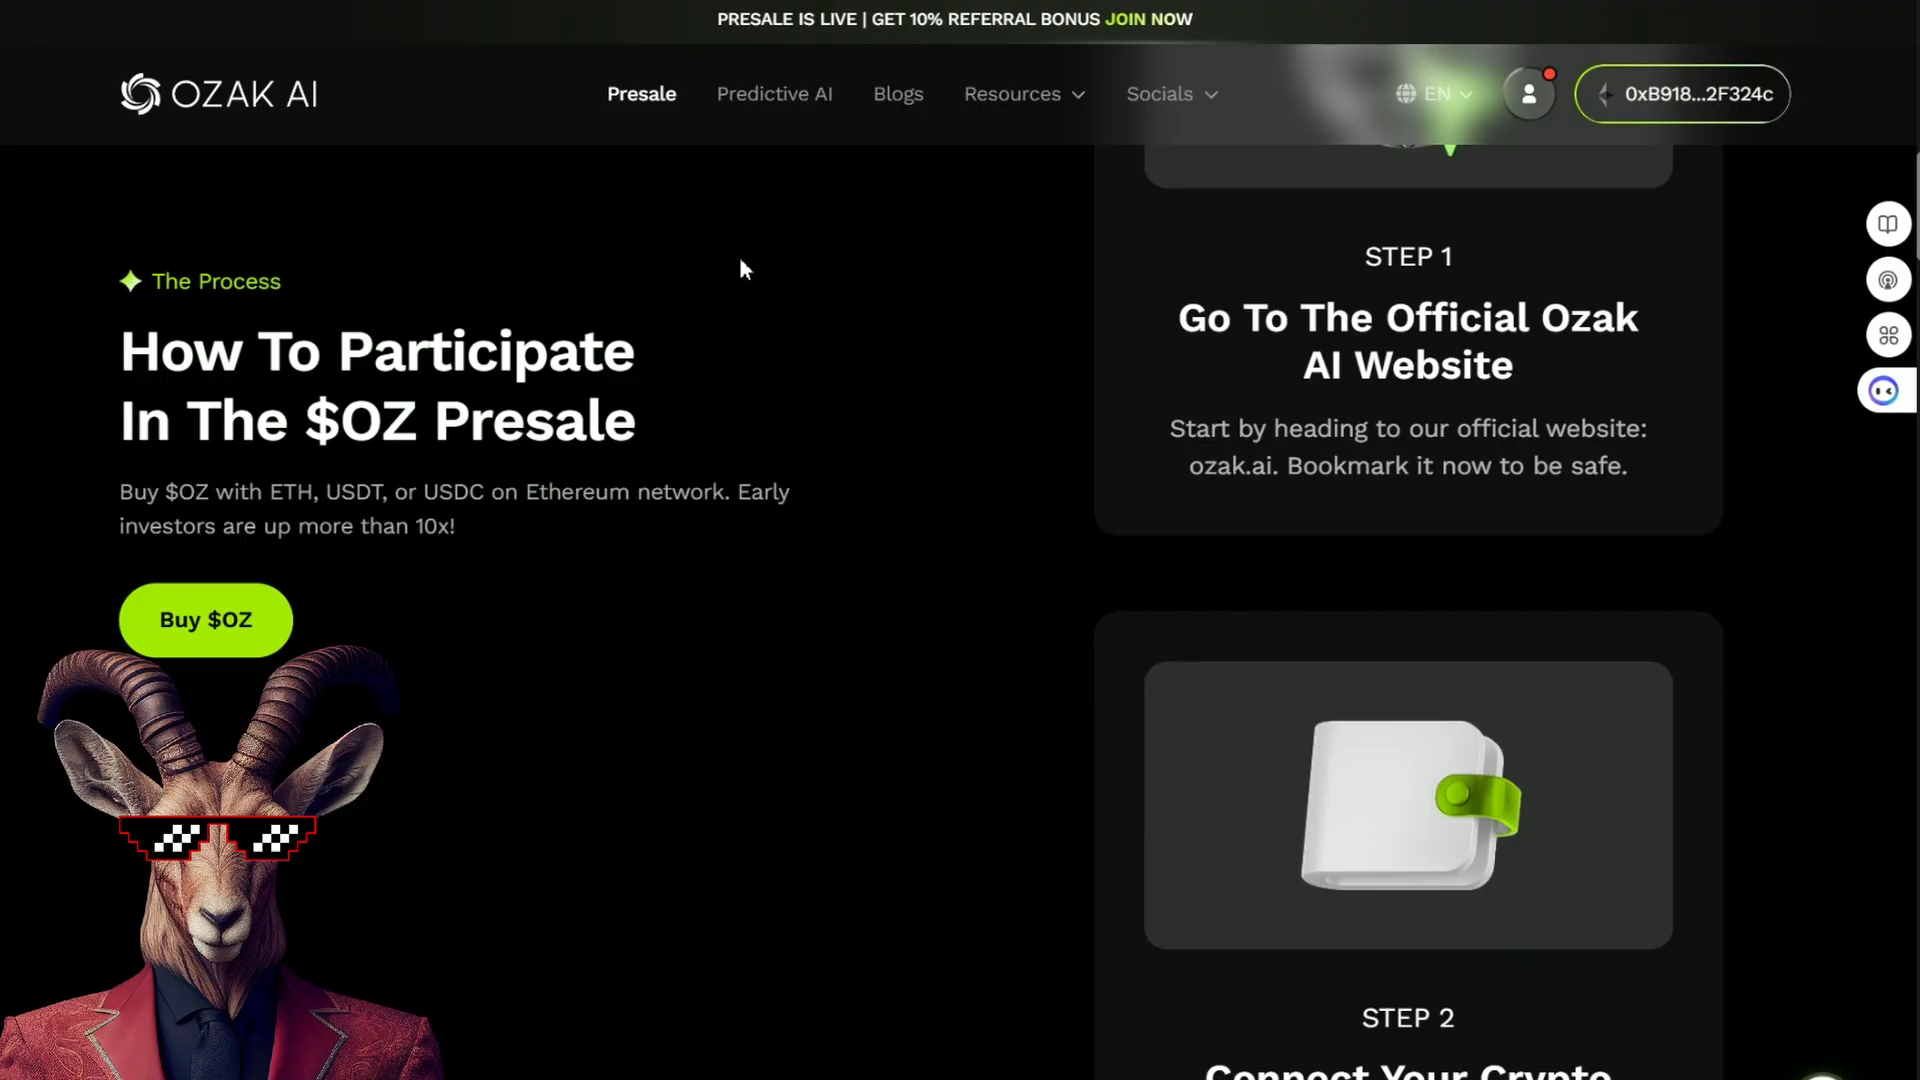 PRESALE IS LIVE | GET 10% REFERRAL BONUS JOIN NOW
OZAK AI
Presale
Predictive AI
Blogs
Resources
Socials
EN
0xB918...2F324c
The Process
How To Participate
In The $OZ Presale
Buy $OZ with ETH, USDT, or USDC on Ethereum network. Early
investors are up more than 10x!
Buy $OZ
STEP 1
Go To The Official Ozak
AI Website
Start by heading to our official website:
ozak.ai. Bookmark it now to be safe.
STEP 2
Connect Your Crypto